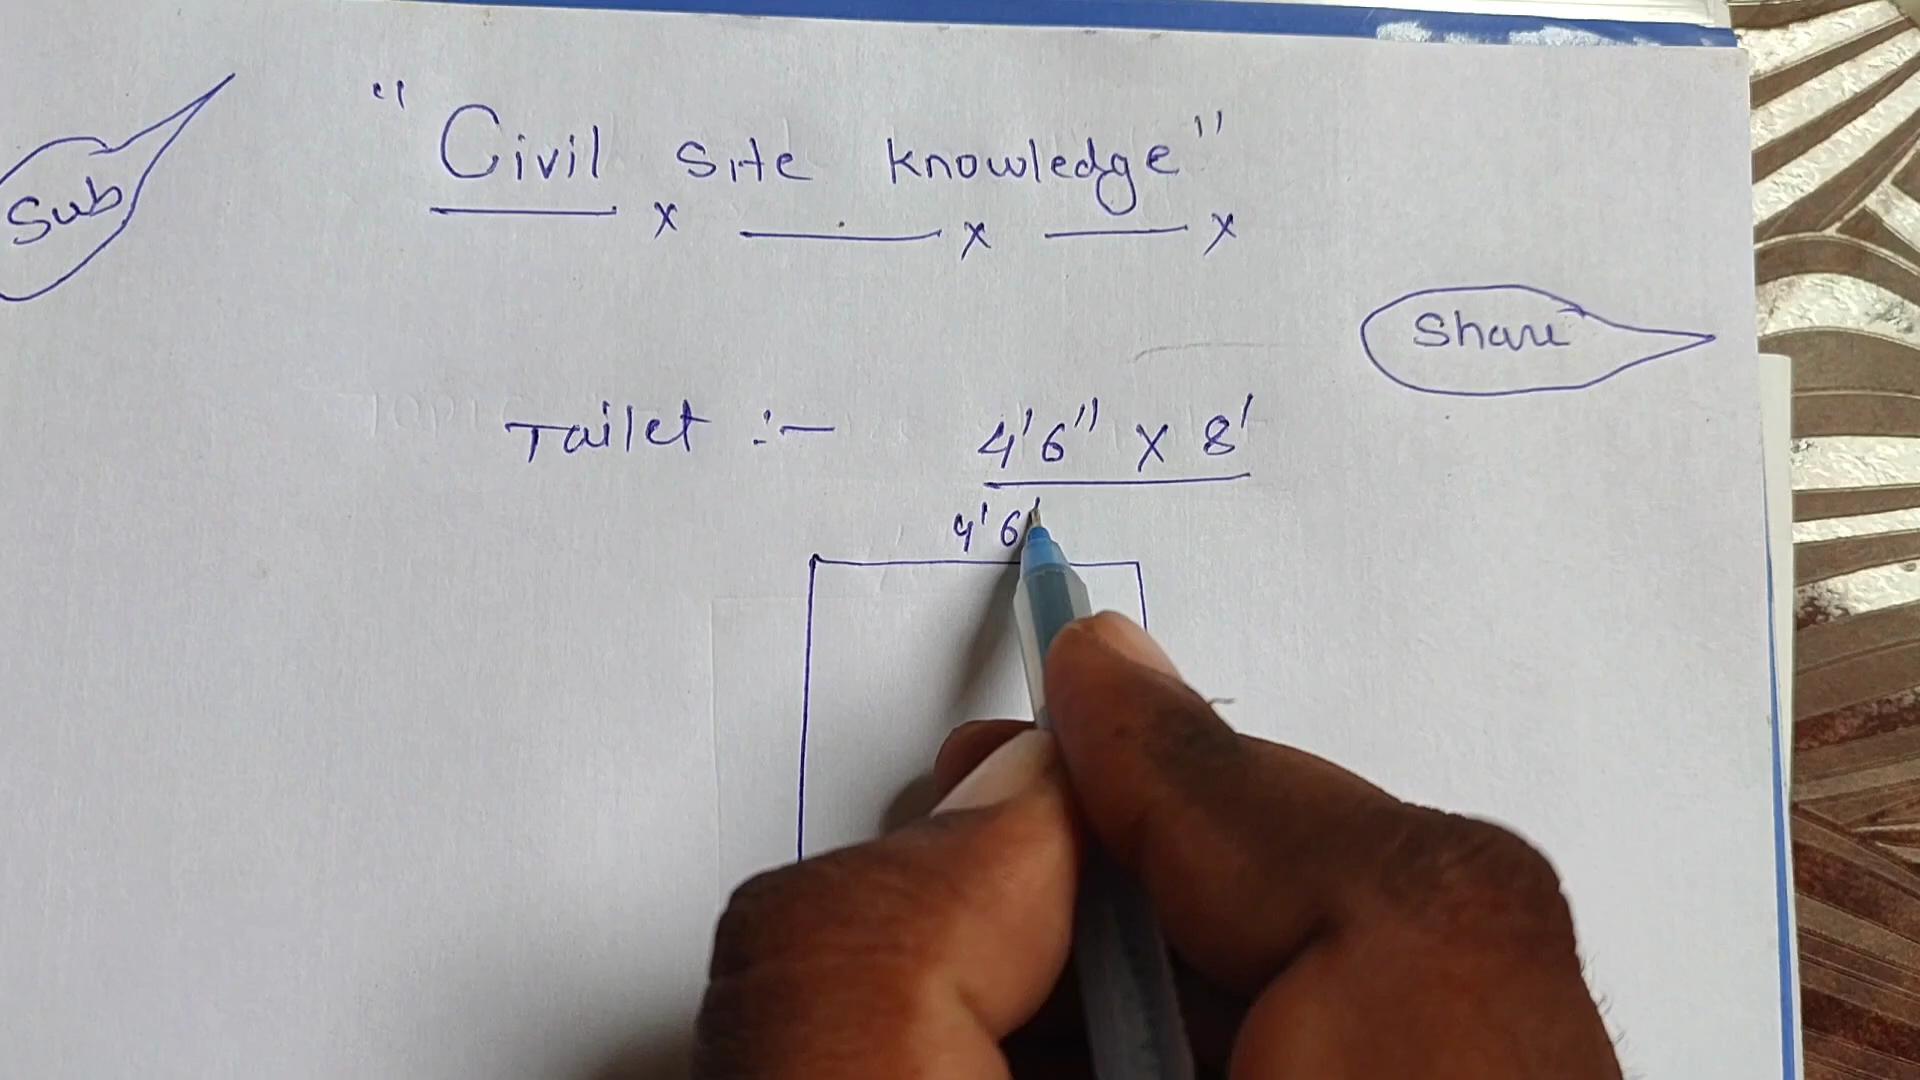 "Civil Site Knowledge"
x x x
Sub
Share
Tailet :- 4'6" x 8'
4'6'